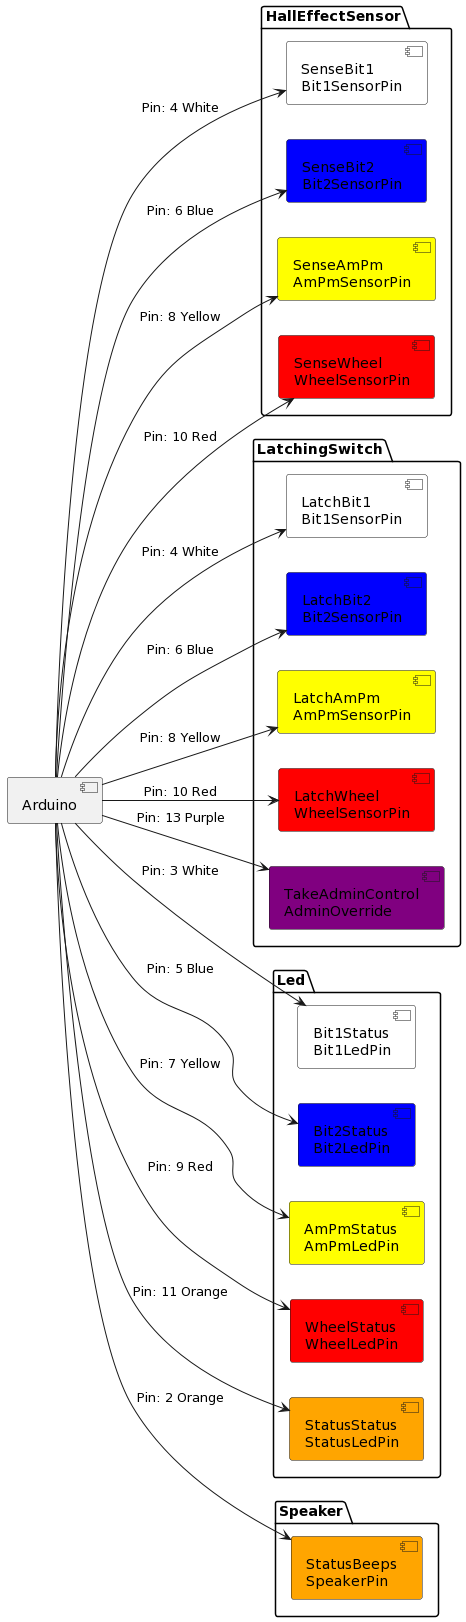 HallEffectSensor
SenseBit1
Bit1SensorPin
Pin: 4 White
SenseBit2
Bit2SensorPin
Pin: 6 Blue
SenseAmPm
AmPmSensorPin
Pin: 8 Yellow
SenseWheel
WheelSensorPin
Pin: 10 Red
LatchingSwitch
LatchBit1
Bit1SensorPin
Pin: 4 White
LatchBit2
Bit2SensorPin
Pin: 6 Blue
LatchAmPm
AmPmSensorPin
Pin: 8 Yellow
LatchWheel
WheelSensorPin
Pin: 10 Red
Arduino
Pin: 13 Purple
TakeAdminControl
AdminOverride
Pin: 3 White
Led
Bit1Status
Bit1LedPin
Pin: 5 Blue
Bit2Status
Bit2LedPin
Pin: 7 Yellow
AmPmStatus
AmPmLedPin
Pin: 9 Red
WheelStatus
WheelLedPin
Pin: 11 Orange
StatusStatus
StatusLedPin
Pin: 2 Orange
Speaker
StatusBeeps
SpeakerPin